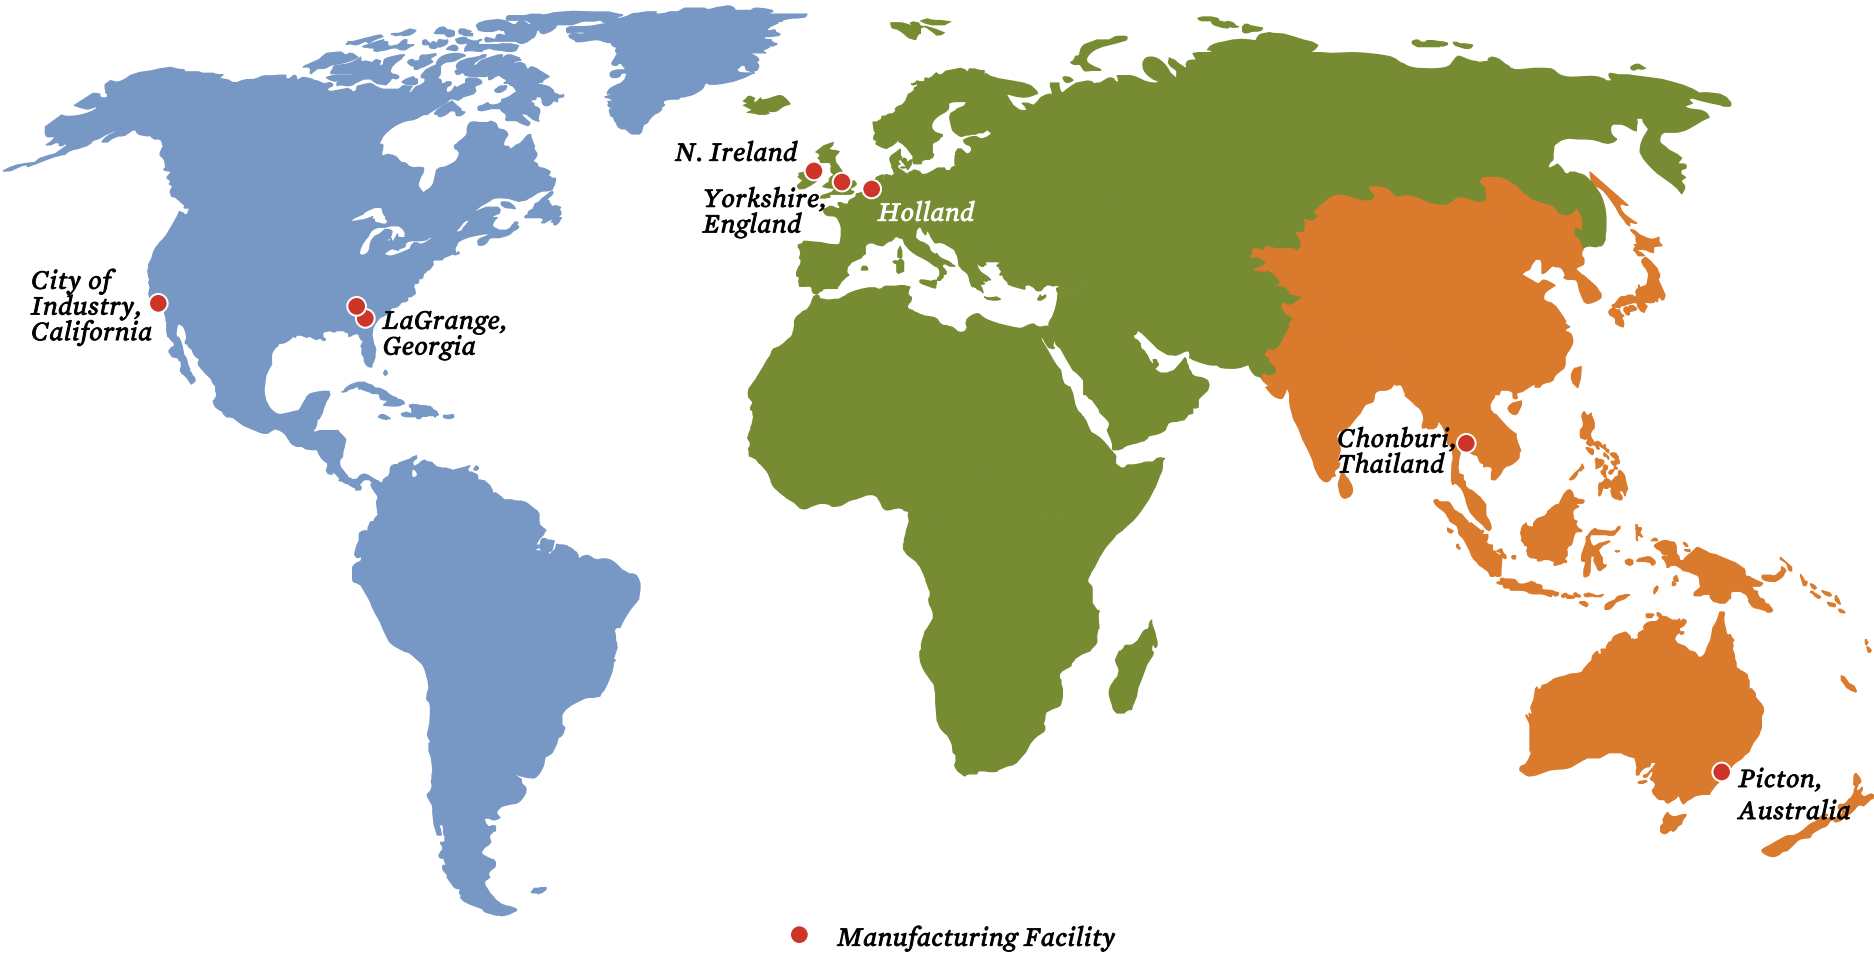 N. Ireland
Yorkshire,
England
Holland
City of
Industry,
California
LaGrange,
Georgia
Chonburi,
Thailand
Picton,
Australia
Manufacturing Facility